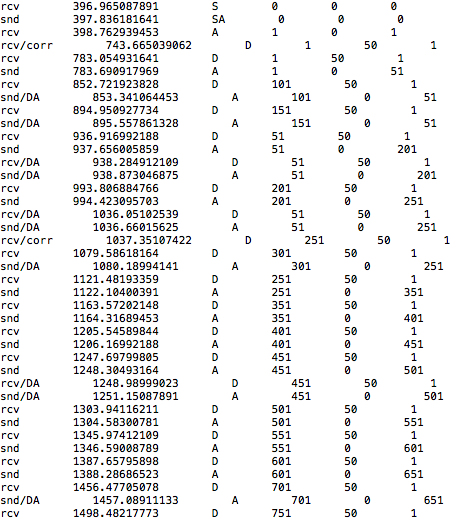 rcv 396.965087891 S 0 0 0
snd 397.836181641 SA 0 0 0
rcv 398.762939453 A 1 0 1
rcv/corr 743.665039062 D 1 50 1
rcv 783.054931641 D 1 50 1
snd 783.690917969 A 1 0 51
rcv 852.721923828 D 101 50 1
snd/DA 853.341064453 A 101 0 51
rcv 894.950927734 D 151 50 1
snd/DA 895.557861328 A 151 0 51
rcv 936.916992188 D 51 50 1
snd 937.656005859 A 51 0 201
rcv/DA 938.284912109 D 51 50 1
snd/DA 938.873046875 A 51 0 201
rcv 993.806884766 D 201 50 1
snd 994.423095703 A 201 0 251
rcv/DA 1036.05102539 D 51 50 1
snd/DA 1036.66015625 A 51 0 251
rcv/corr 1037.35107422 D 251 50 1
rcv 1079.58618164 D 301 50 1
snd/DA 1080.18994141 A 301 0 251
rcv 1121.48193359 D 251 50 1
snd 1122.10400391 A 251 0 351
rcv 1163.57202148 D 351 50 1
snd 1164.31689453 A 351 0 401
rcv 1205.54589844 D 401 50 1
snd 1206.16992188 A 401 0 451
rcv 1247.69799805 D 451 50 1
snd 1248.30493164 A 451 0 501
rcv/DA 1248.98999023 D 451 50 1
snd/DA 1251.15087891 A 451 0 501
rcv 1303.94116211 D 501 50 1
snd 1304.58300781 A 501 0 551
rcv 1345.97412109 D 551 50 1
snd 1346.59008789 A 551 0 601
rcv 1387.65795898 D 601 50 1
snd 1388.28686523 A 601 0 651
rcv 1456.47705078 D 701 50 1
snd/DA 1457.08911133 A 701 0 651
rcv 1498.48217773 D 751 50 1